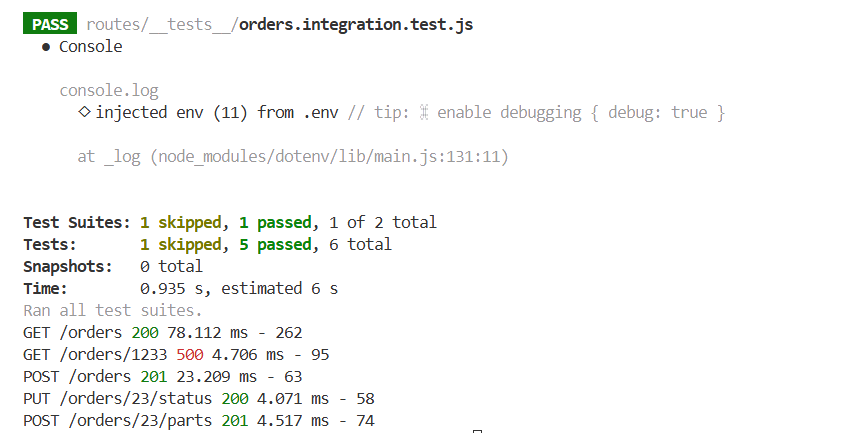 PASS routes/__tests__/orders.integration.test.js
● Console
console.log
◇ injected env (11) from .env // tip: ⌘ enable debugging { debug: true }
at _log (node_modules/dotenv/lib/main.js:131:11)
Test Suites: 1 skipped, 1 passed, 1 of 2 total
Tests: 1 skipped, 5 passed, 6 total
Snapshots: 0 total
Time: 0.935 s, estimated 6 s
Ran all test suites.
GET /orders 200 78.112 ms - 262
GET /orders/1233 500 4.706 ms - 95
POST /orders 201 23.209 ms - 63
PUT /orders/23/status 200 4.071 ms - 58
POST /orders/23/parts 201 4.517 ms - 74